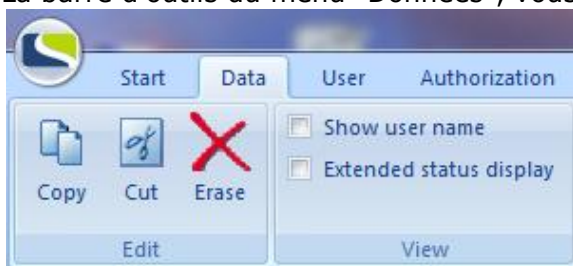 La barre d'outils du menu "Données", vous
Start Data User Authorization
Show user name
Extended status display
Copy Cut Erase
Edit View